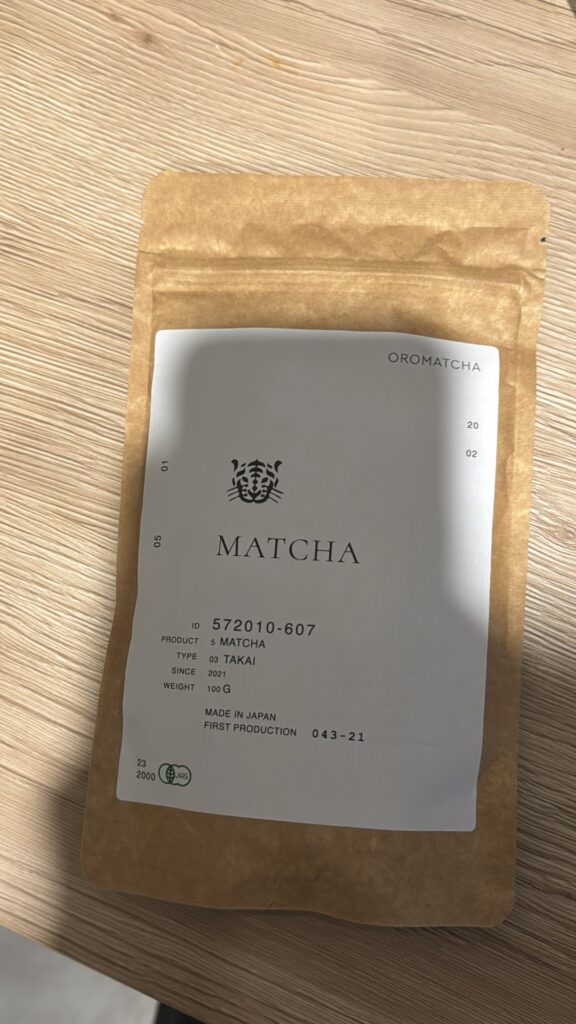 OROMATCHA
20
02
01
05
MATCHA
ID 572010-607
PRODUCT 5 MATCHA
TYPE 03 TAKAI
SINCE 2021
WEIGHT 100G
MADE IN JAPAN
FIRST PRODUCTION 043-21
23
2000 JAS